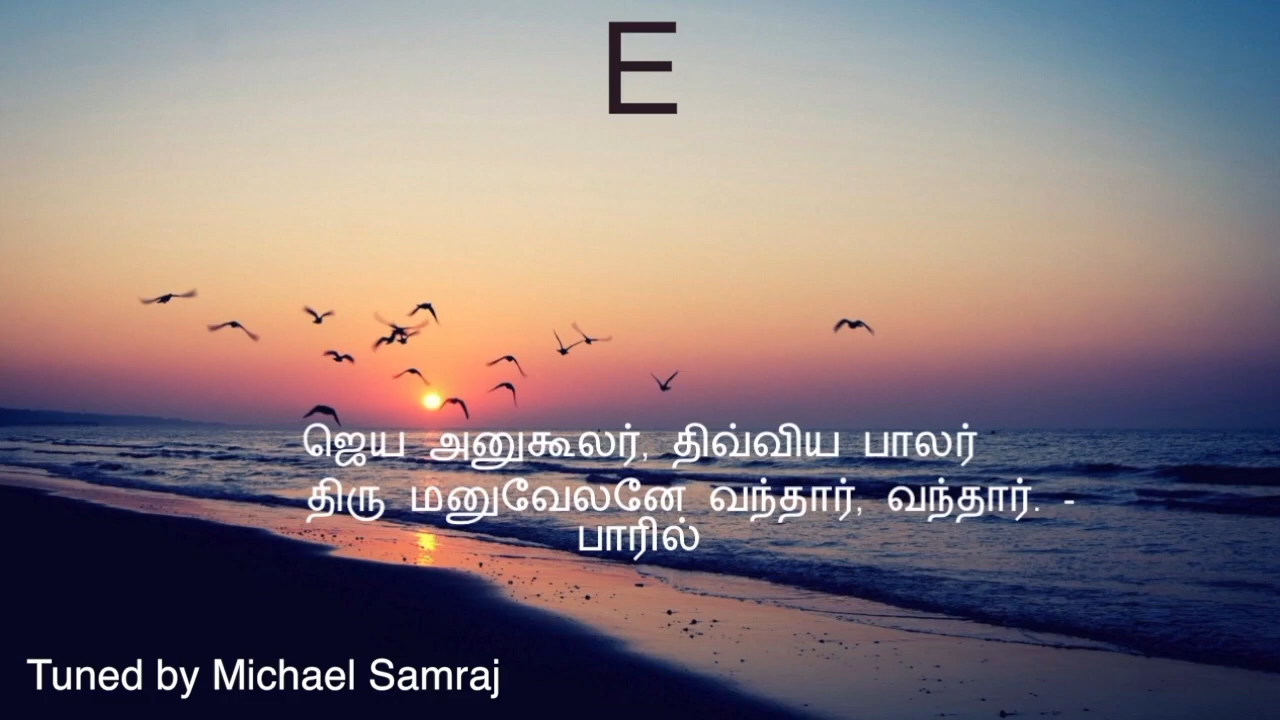 E
ஜெய அனுகூலர், திவ்விய பாலர்
திரு மனுவேலனே வந்தார், வந்தார். -
பாரில்
Tuned by Michael Samraj